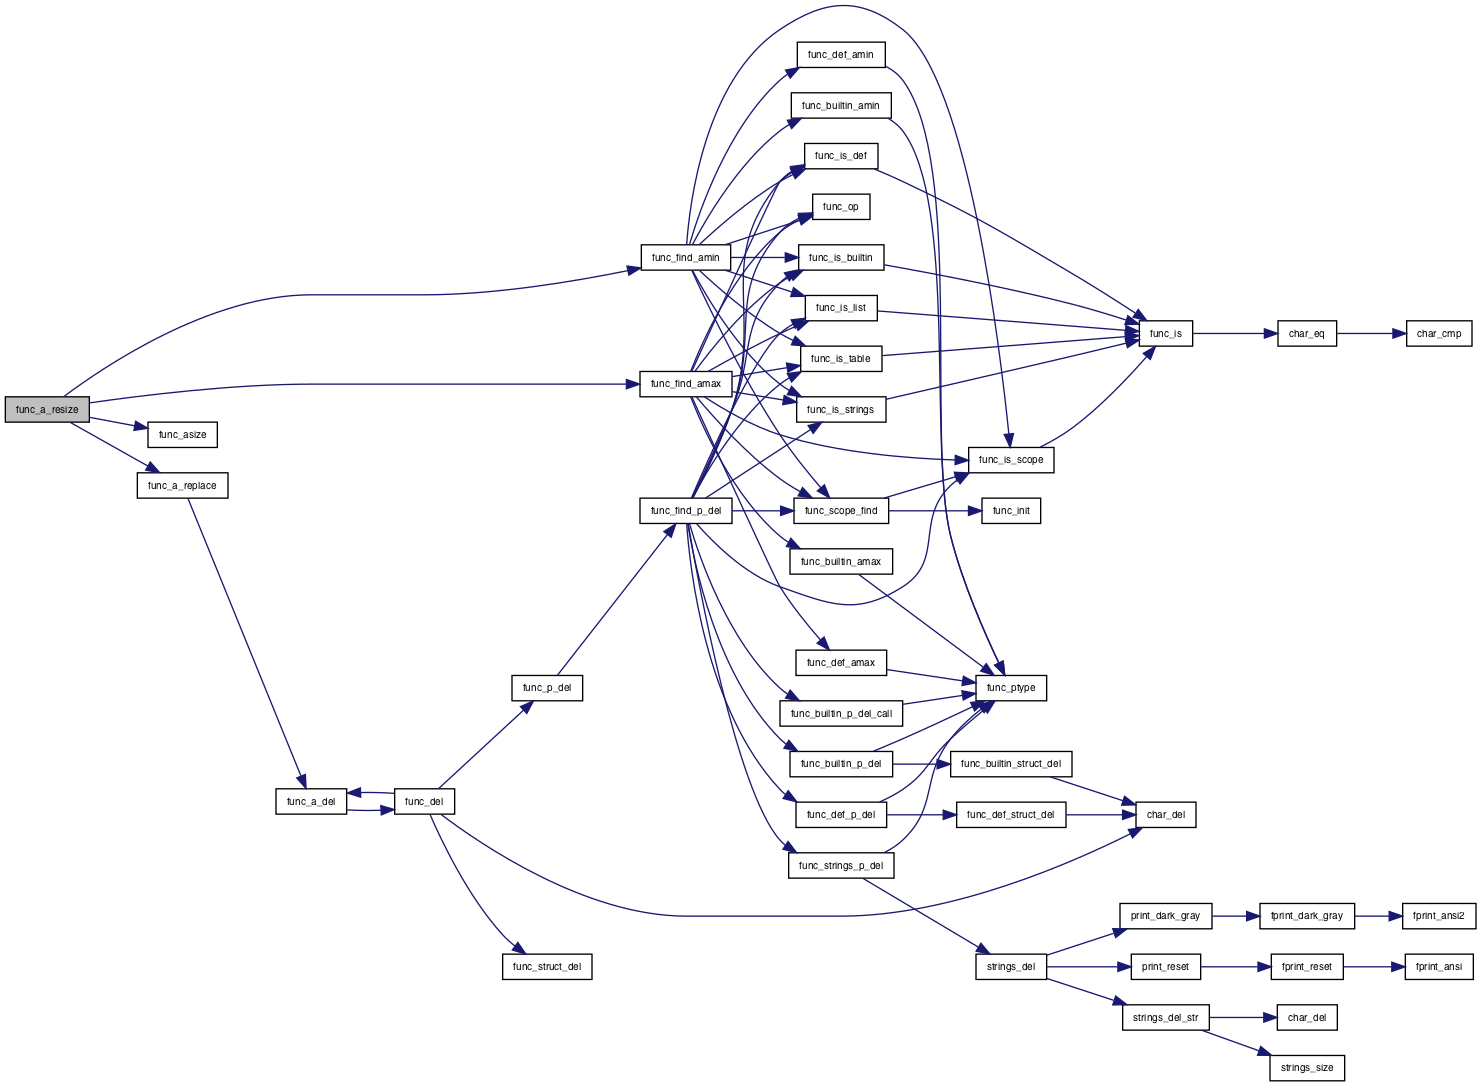 func_a_resize
func_asize
func_a_replace
func_a_del
func_del
func_p_del
func_struct_del
func_find_amin
func_find_amax
func_find_p_del
func_def_amin
func_builtin_amin
func_is_def
func_op
func_is_builtin
func_is_list
func_is_table
func_is_strings
func_scope_find
func_builtin_amax
func_def_amax
func_builtin_p_del_call
func_builtin_p_del
func_def_p_del
func_strings_p_del
func_is_scope
func_init
func_ptype
func_builtin_struct_del
func_def_struct_del
strings_del
func_is
char_del
print_dark_gray
print_reset
strings_del_str
char_eq
fprint_dark_gray
fprint_reset
char_del
strings_size
char_cmp
fprint_ansi2
fprint_ansi